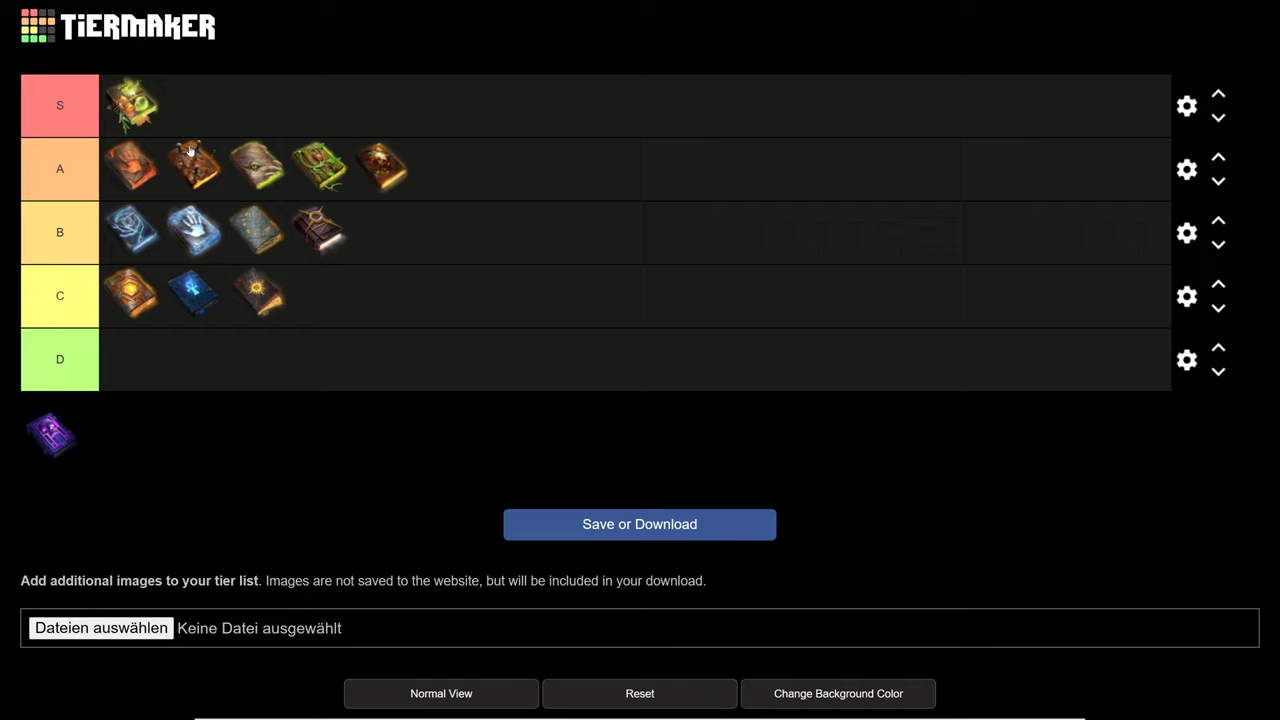 TiERMAKER
S
A
B
C
D
Save or Download
Add additional images to your tier list. Images are not saved to the website, but will be included in your download.
Dateien auswählen Keine Datei ausgewählt
Normal View
Reset
Change Background Color